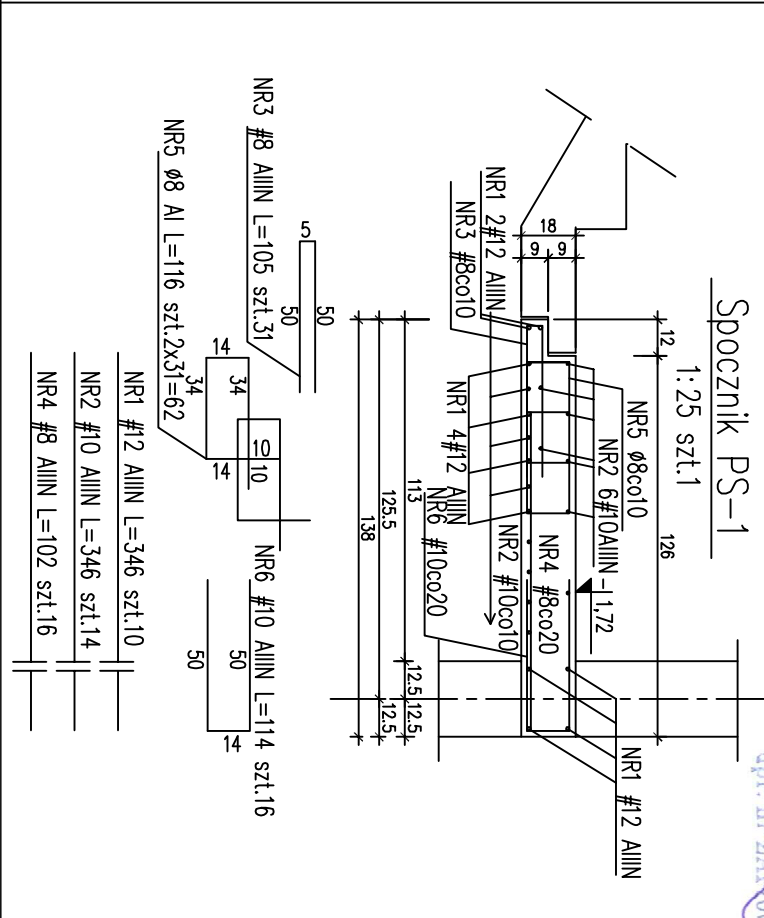 Spocznik PS-1
1:25 szt.1
12
126
18
9
9
NR5 ø8co10
NR2 6#10AIIIN
-1,72
NR1 2#12 AIIIN
NR3 #8co10
NR4 #8co20
NR2 #10co10
NR1 4#12 AIIIN
NR6 #10co20
NR1 #12 AIIIN
113
12.5
12.5
125.5
12.5
138
NR3 #8 AIIIN L=105 szt.31
5
50
50
NR5 ø8 AI L=116 szt.2x31=62
14
34
34
10
10
14
NR6 #10 AIIIN L=114 szt.16
50
50
14
NR1 #12 AIIIN L=346 szt.10
NR2 #10 AIIIN L=346 szt.14
NR4 #8 AIIIN L=102 szt.16